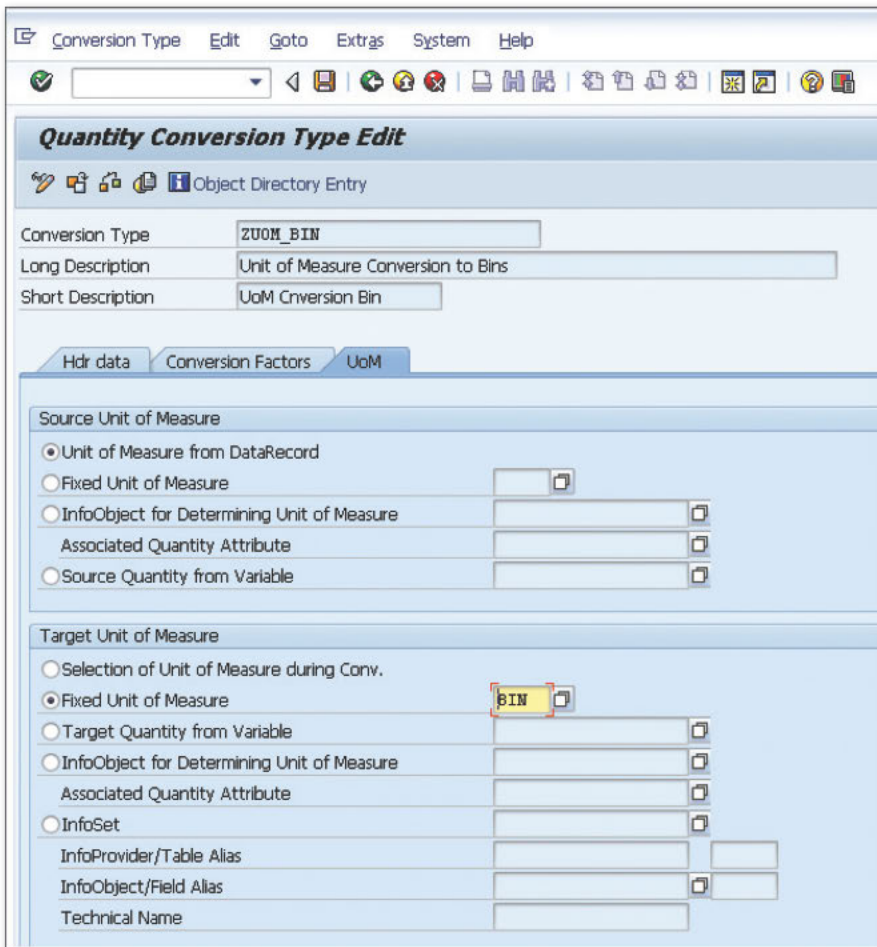 Conversion Type Edit Goto Extras System Help
Quantity Conversion Type Edit
Object Directory Entry
Conversion Type ZUOM_BIN
Long Description Unit of Measure Conversion to Bins
Short Description UoM Cnversion Bin
Hdr data Conversion Factors UoM
Source Unit of Measure
Unit of Measure from DataRecord
Fixed Unit of Measure
InfoObject for Determining Unit of Measure
Associated Quantity Attribute
Source Quantity from Variable
Target Unit of Measure
Selection of Unit of Measure during Conv.
Fixed Unit of Measure BIN
Target Quantity from Variable
InfoObject for Determining Unit of Measure
Associated Quantity Attribute
InfoSet
InfoProvider/Table Alias
InfoObject/Field Alias
Technical Name